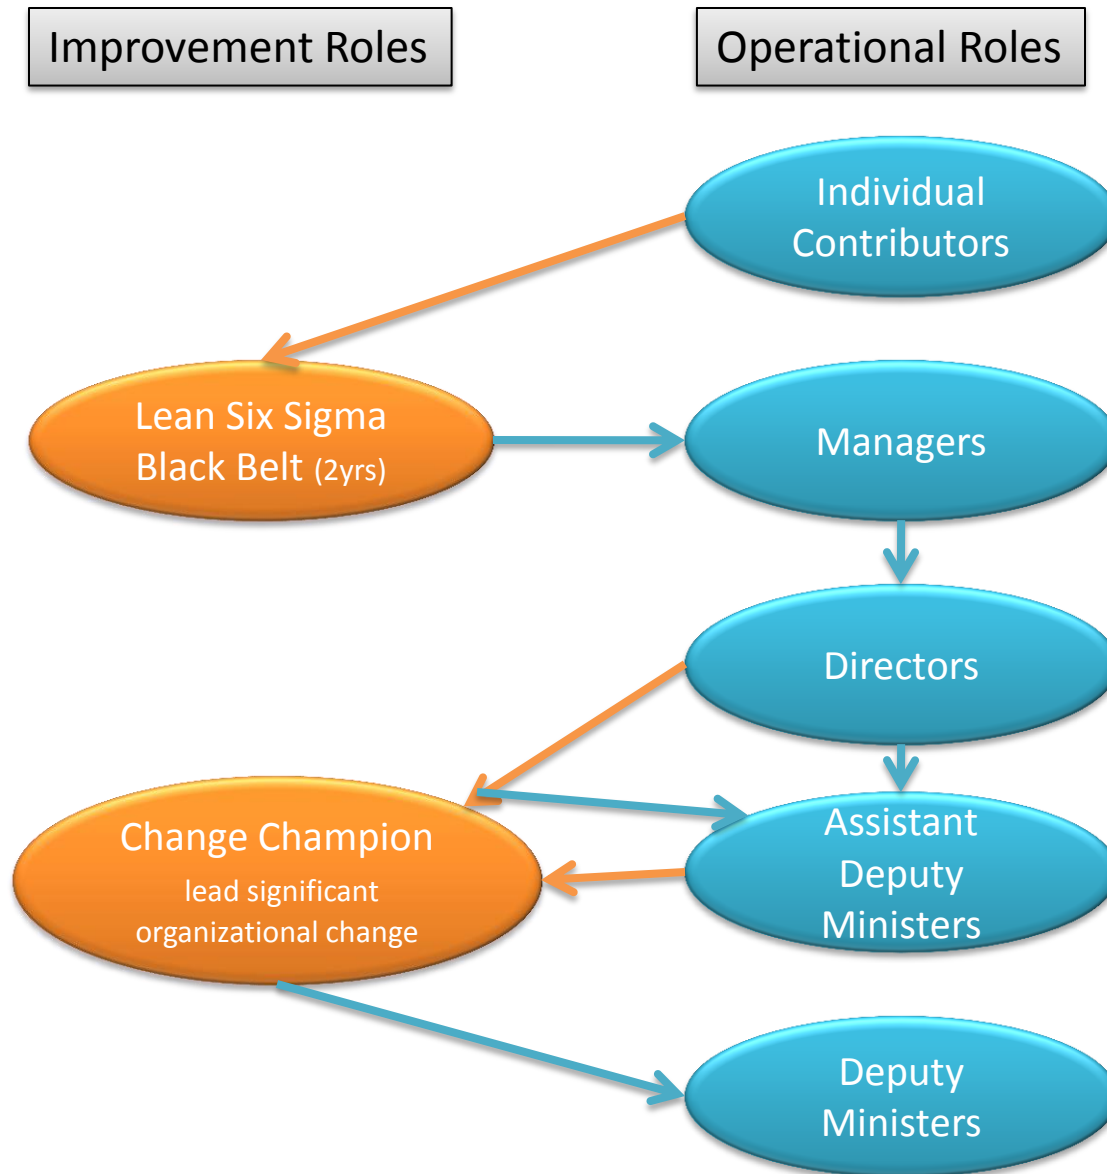 Improvement Roles
Operational Roles
Individual
Contributors
Lean Six Sigma
Black Belt (2yrs)
Managers
Directors
Change Champion
lead significant
organizational change
Assistant
Deputy
Ministers
Deputy
Ministers